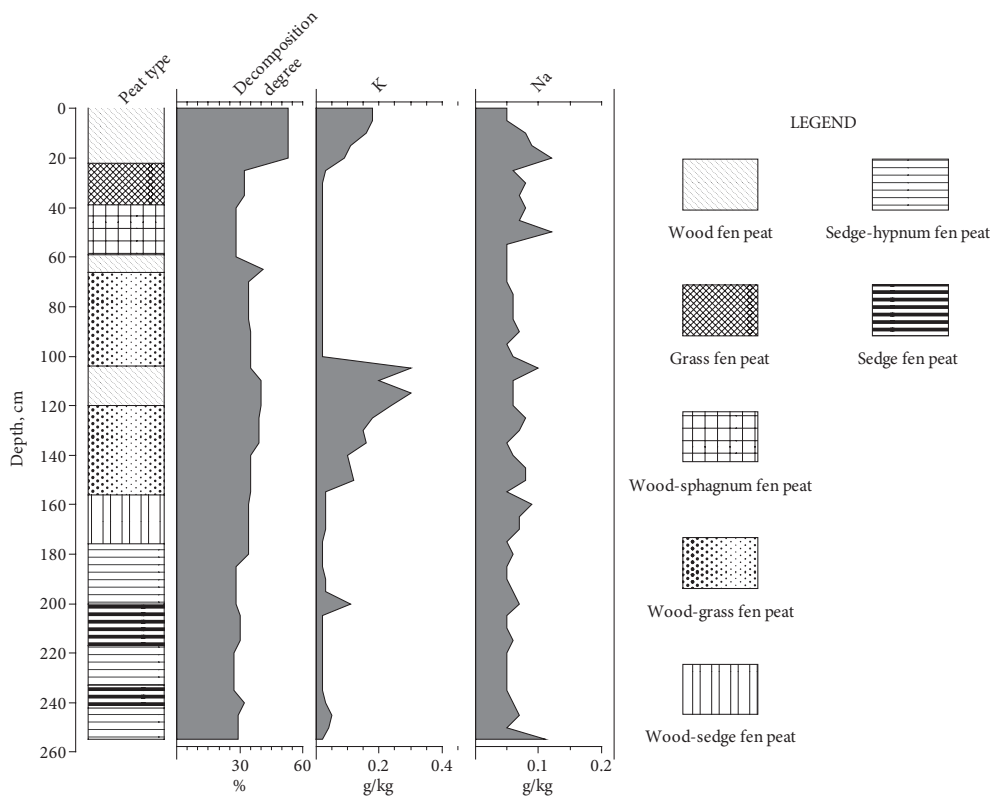 Peat type
Decomposition
degree
K
Na
Depth, cm
0
20
40
60
80
100
120
140
160
180
200
220
240
260
30 60
%
0.2 0.4
g/kg
0.1 0.2
g/kg
LEGEND
Wood fen peat
Sedge-hypnum fen peat
Grass fen peat
Sedge fen peat
Wood-sphagnum fen peat
Wood-grass fen peat
Wood-sedge fen peat